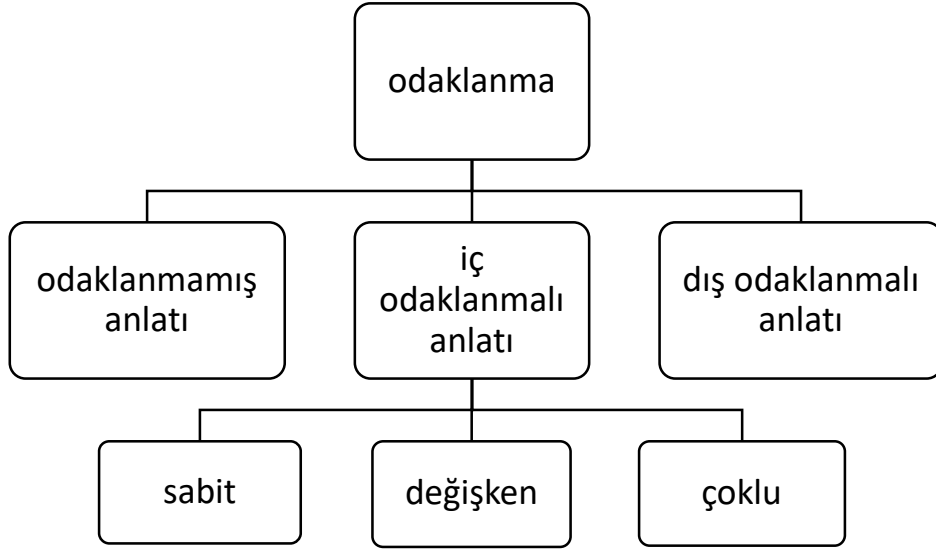 odaklanma
odaklanmamış
anlatı
iç
odaklanmalı
anlatı
dış odaklanmalı
anlatı
sabit
değişken
çoklu